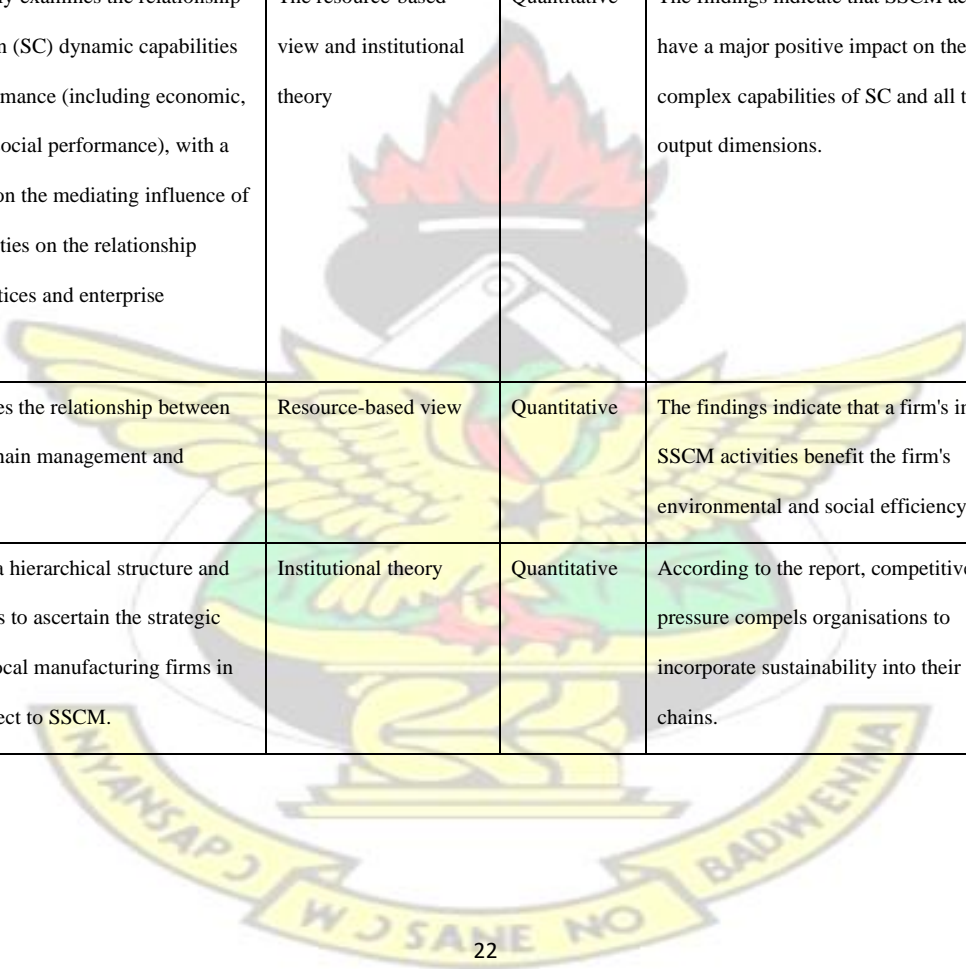 y examines the relationship
n (SC) dynamic capabilities
mance (including economic,
ocial performance), with a
on the mediating influence of
ties on the relationship
tices and enterprise
The resource-based
view and institutional
theory
Quantitative
The findings indicate that SSCM ac
have a major positive impact on the
complex capabilities of SC and all t
output dimensions.
es the relationship between
hain management and
Resource-based view
Quantitative
The findings indicate that a firm's in
SSCM activities benefit the firm's
environmental and social efficiency
a hierarchical structure and
s to ascertain the strategic
ocal manufacturing firms in
ect to SSCM.
Institutional theory
Quantitative
According to the report, competitive
pressure compels organisations to
incorporate sustainability into their
chains.
NYANSAPƆ
WƆSANE NO
BADWENMA
22